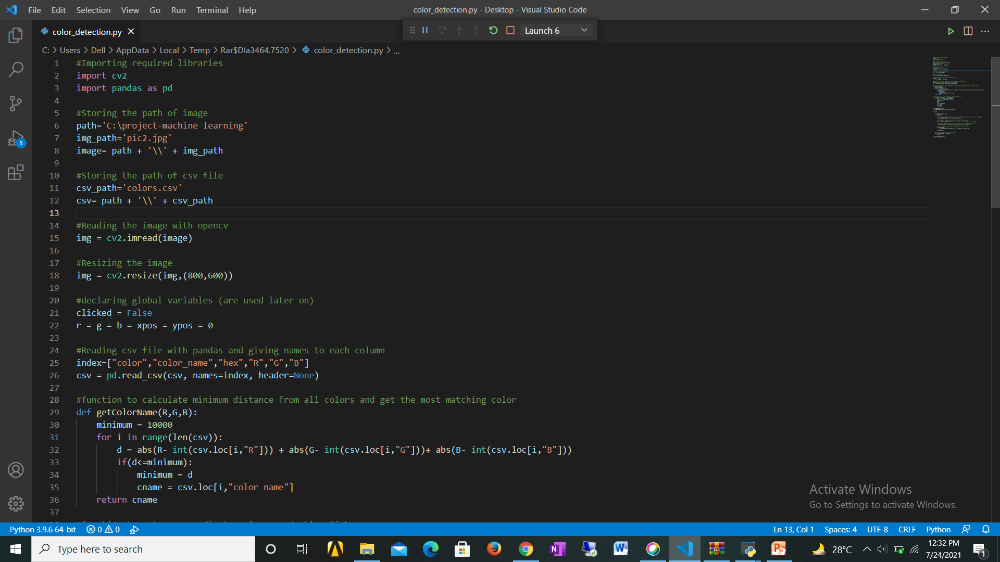 File Edit Selection View Go Run Terminal Help
color_detection.py - Desktop - Visual Studio Code
color_detection.py
Launch 6
C: > Users > Dell > AppData > Local > Temp > Rar$DIa3464.7520 > color_detection.py > ...
1 #Importing required libraries
2 import cv2
3 import pandas as pd
4
5 #Storing the path of image
6 path='C:\project-machine learning'
7 img_path='pic2.jpg'
8 image= path + '\\' + img_path
9
10 #Storing the path of csv file
11 csv_path='colors.csv'
12 csv= path + '\\' + csv_path
13
14 #Reading the image with opencv
15 img = cv2.imread(image)
16
17 #Resizing the image
18 img = cv2.resize(img,(800,600))
19
20 #declaring global variables (are used later on)
21 clicked = False
22 r = g = b = xpos = ypos = 0
23
24 #Reading csv file with pandas and giving names to each column
25 index=["color","color_name","hex","R","G","B"]
26 csv = pd.read_csv(csv, names=index, header=None)
27
28 #function to calculate minimum distance from all colors and get the most matching color
29 def getColorName(R,G,B):
30     minimum = 10000
31     for i in range(len(csv)):
32         d = abs(R- int(csv.loc[i,"R"])) + abs(G- int(csv.loc[i,"G"]))+ abs(B- int(csv.loc[i,"B"]))
33         if(d<=minimum):
34             minimum = d
35             cname = csv.loc[i,"color_name"]
36     return cname
37
5
Activate Windows
Go to Settings to activate Windows.
Python 3.9.6 64-bit 0 0
Ln 13, Col 1 Spaces: 4 UTF-8 CRLF Python
Type here to search
28°C
12:32 PM
7/24/2021
1